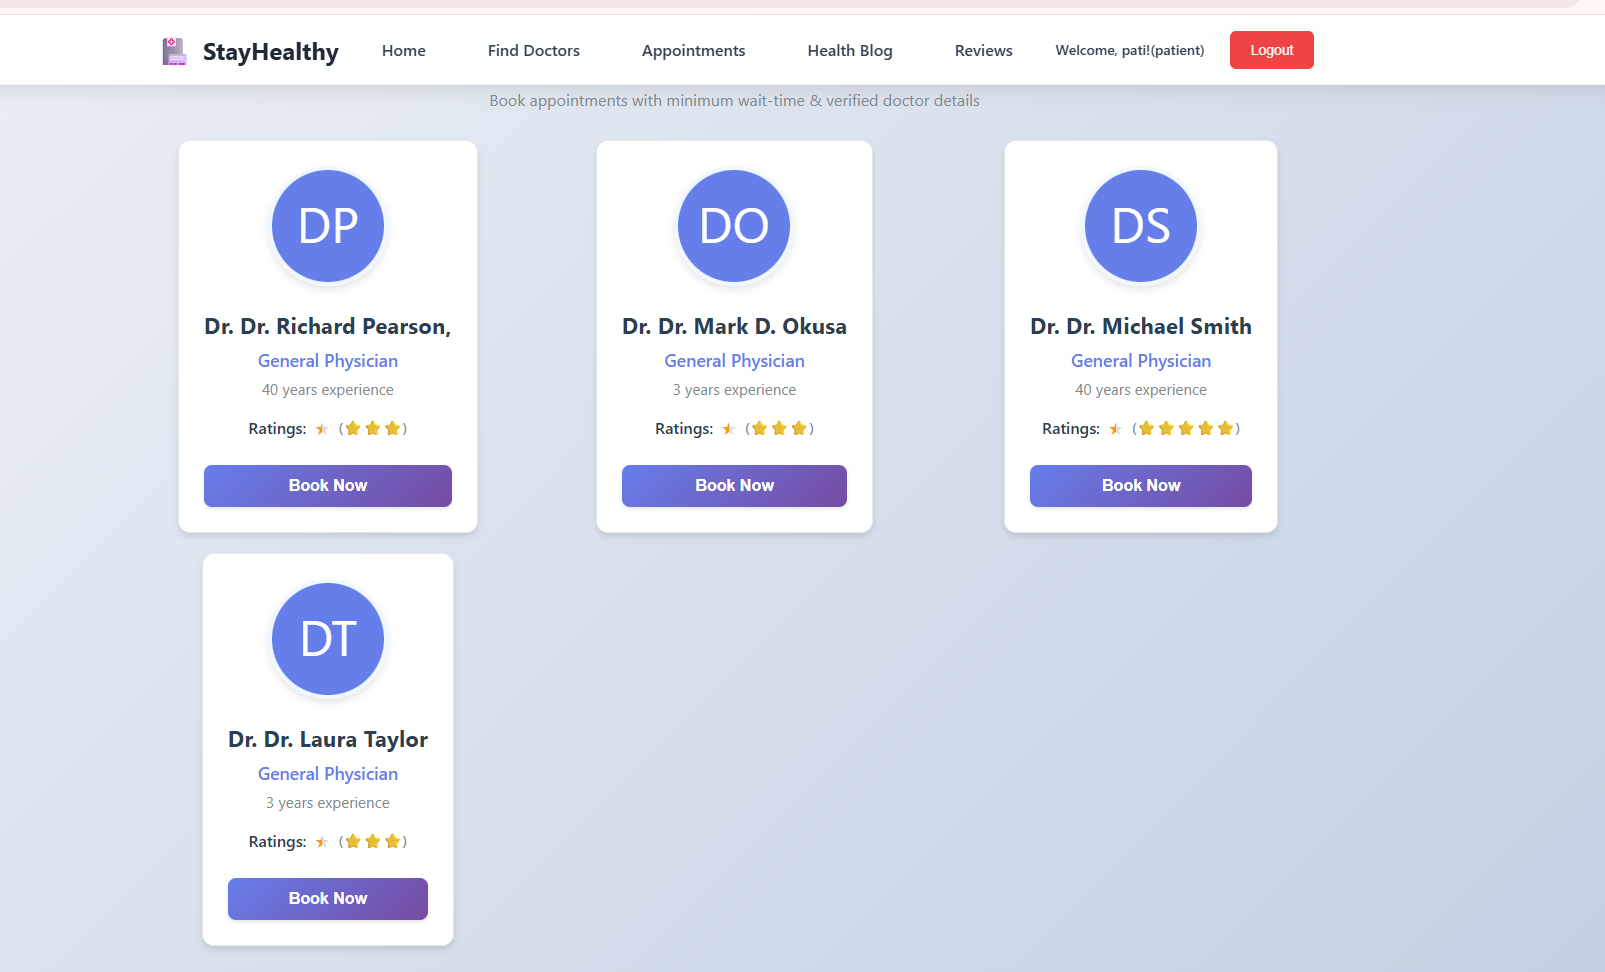 StayHealthy Home Find Doctors Appointments Health Blog Reviews Welcome, pati!(patient) Logout
Book appointments with minimum wait-time & verified doctor details
DP
Dr. Dr. Richard Pearson,
General Physician
40 years experience
Ratings: (⭐⭐⭐)
Book Now
DO
Dr. Dr. Mark D. Okusa
General Physician
3 years experience
Ratings: (⭐⭐⭐)
Book Now
DS
Dr. Dr. Michael Smith
General Physician
40 years experience
Ratings: (⭐⭐⭐⭐⭐)
Book Now
DT
Dr. Dr. Laura Taylor
General Physician
3 years experience
Ratings: (⭐⭐⭐)
Book Now